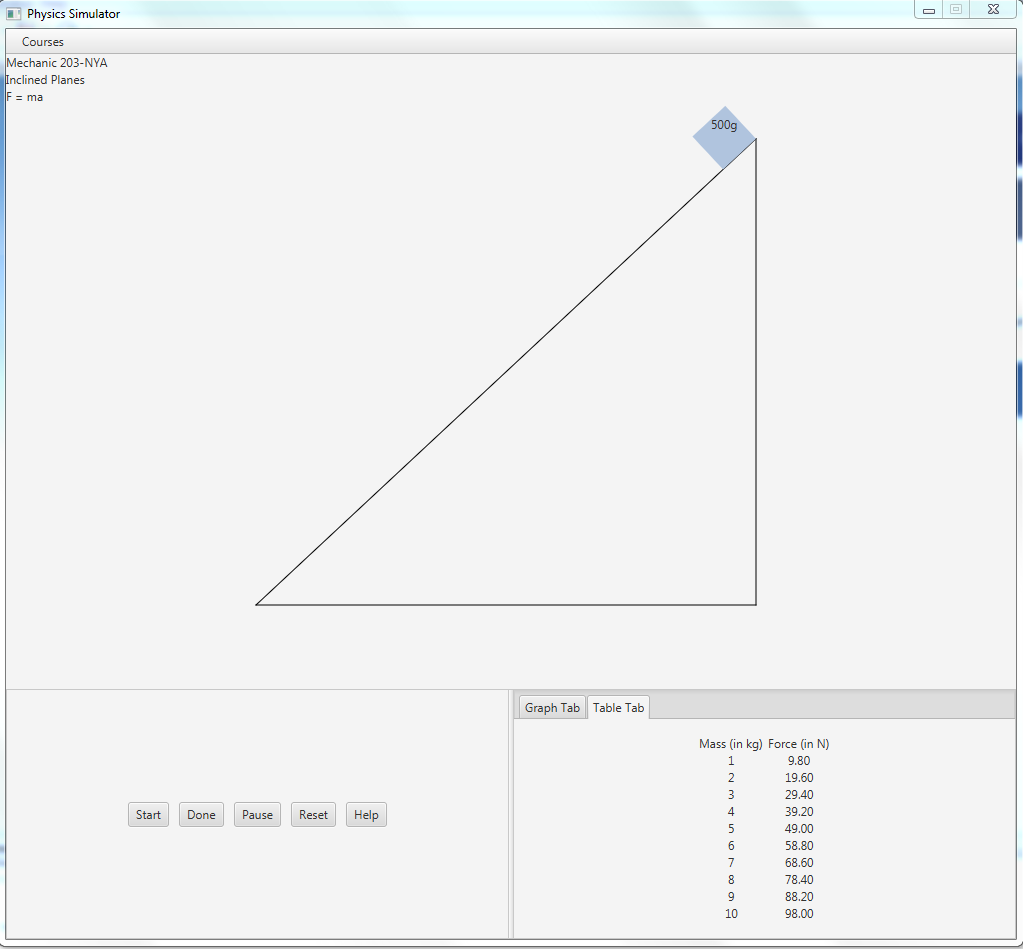 Physics Simulator
Courses
Mechanic 203-NYA
Inclined Planes
F = ma
500g
Start Done Pause Reset Help
Graph Tab Table Tab
Mass (in kg) Force (in N)
1 9.80
2 19.60
3 29.40
4 39.20
5 49.00
6 58.80
7 68.60
8 78.40
9 88.20
10 98.00